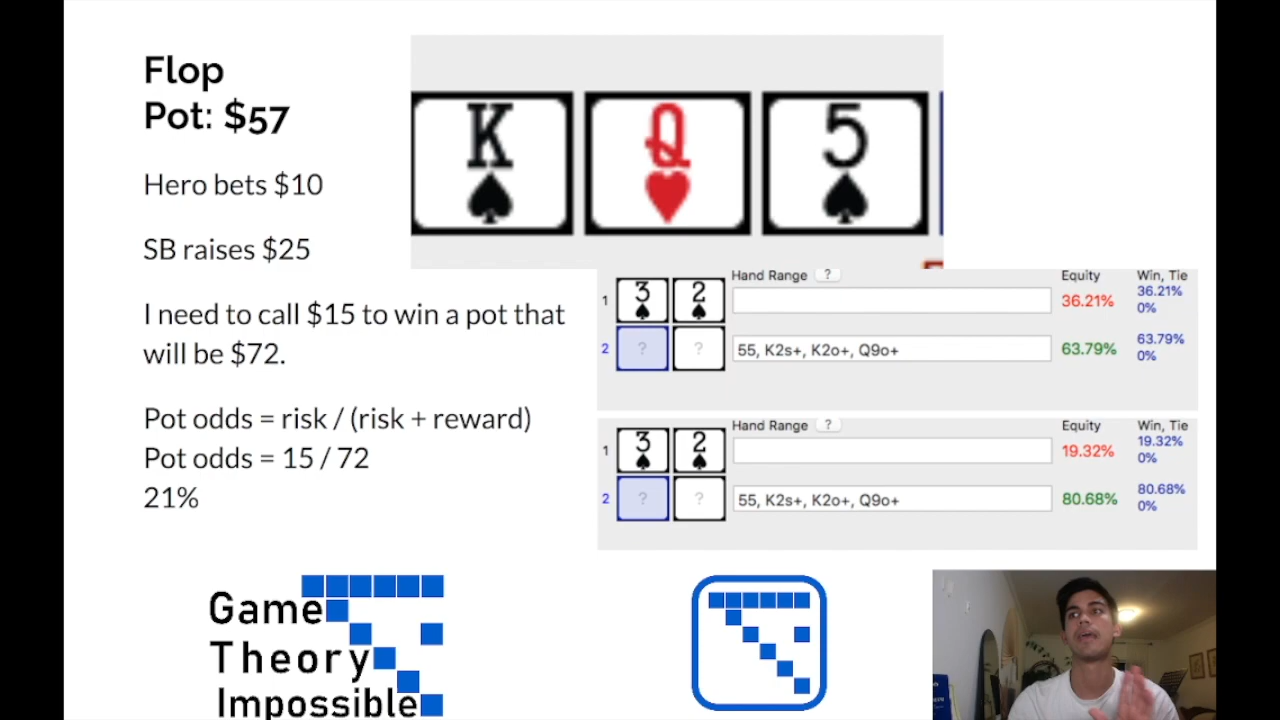 Flop
Pot: $57
Hero bets $10
SB raises $25
I need to call $15 to win a pot that
will be $72.
Pot odds = risk / (risk + reward)
Pot odds = 15 / 72
21%
K Q 5
Hand Range ? Equity Win, Tie
1 3 2 36.21% 36.21%
0%
2 ? ? 55, K2s+, K2o+, Q9o+ 63.79% 63.79%
0%
Hand Range ? Equity Win, Tie
1 3 2 19.32% 19.32%
0%
2 ? ? 55, K2s+, K2o+, Q9o+ 80.68% 80.68%
0%
Game
Theory
Impossible